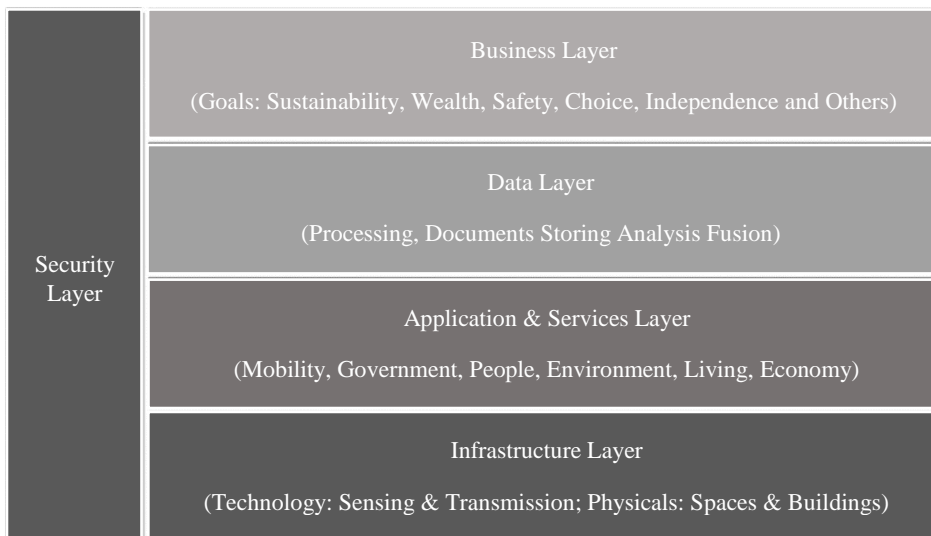 Security
Layer
Business Layer
(Goals: Sustainability, Wealth, Safety, Choice, Independence and Others)
Data Layer
(Processing, Documents Storing Analysis Fusion)
Application & Services Layer
(Mobility, Government, People, Environment, Living, Economy)
Infrastructure Layer
(Technology: Sensing & Transmission; Physicals: Spaces & Buildings)